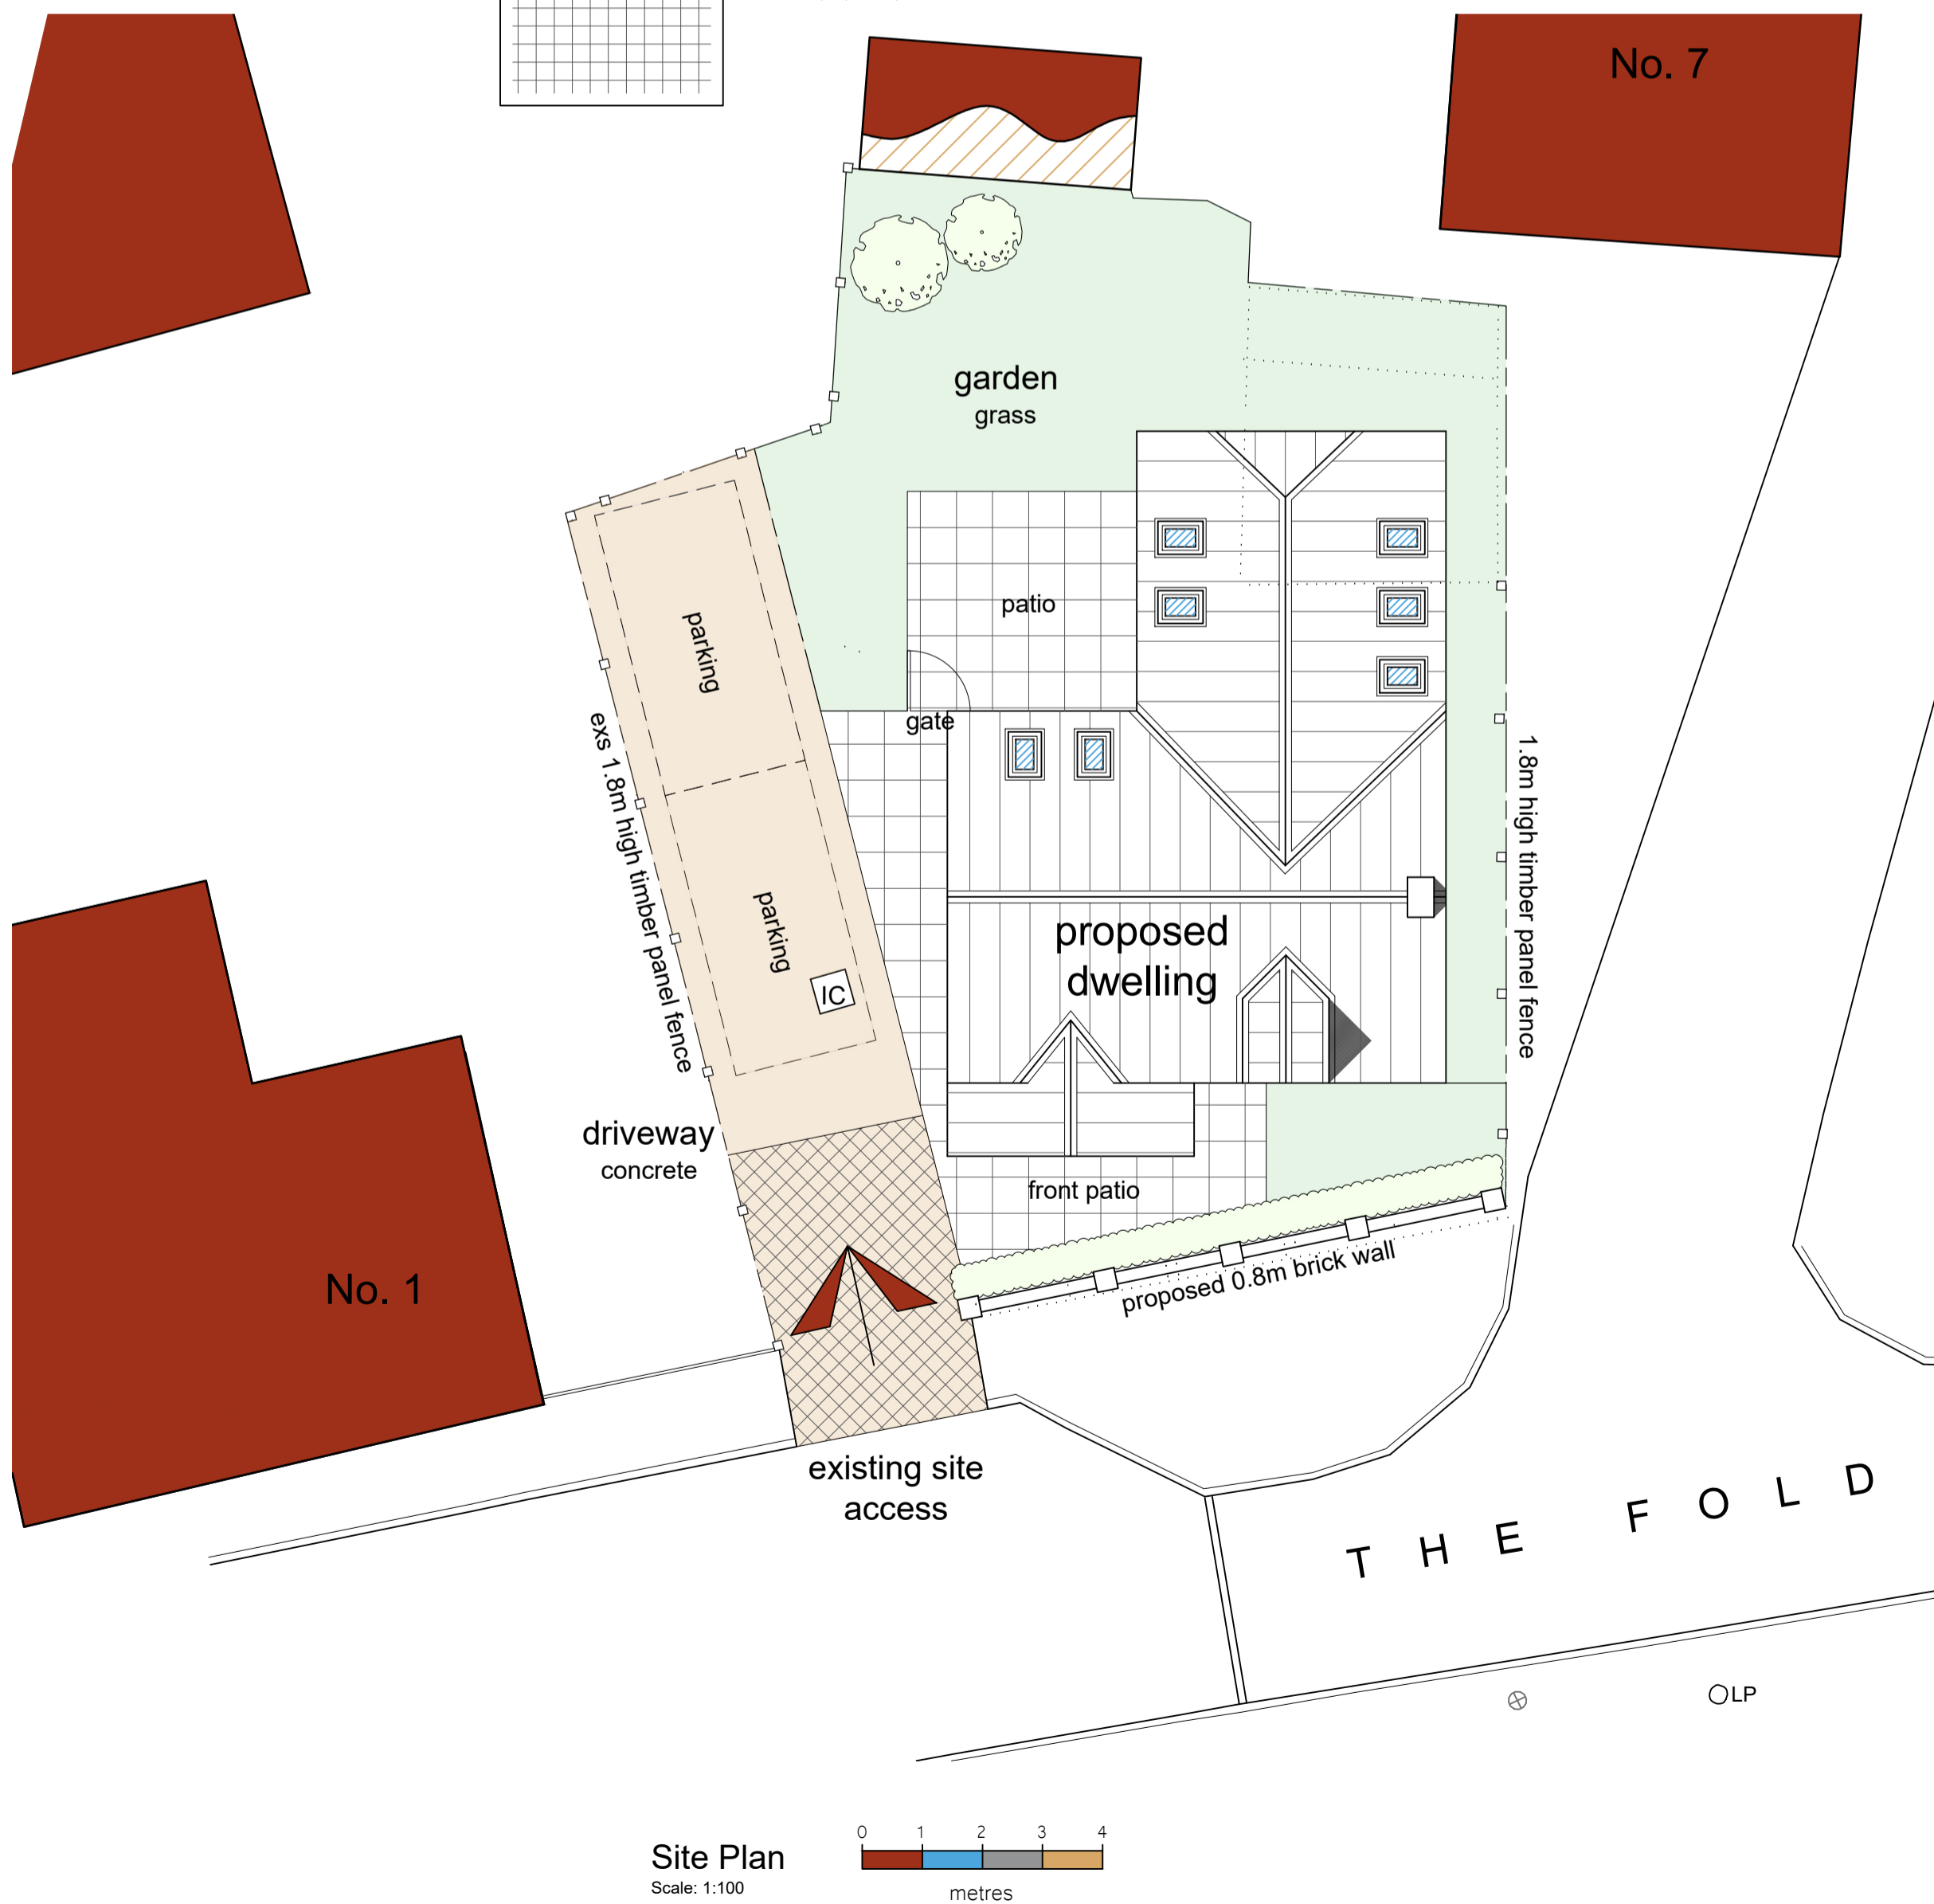 No. 7
garden
grass
parking
patio
gate
exs 1.8m high timber panel fence
1.8m high timber panel fence
parking
proposed
dwelling
IC
driveway
concrete
front patio
No. 1
proposed 0.8m brick wall
existing site
access
THE FOLD
LP
Site Plan
Scale: 1:100
0 1 2 3 4
metres